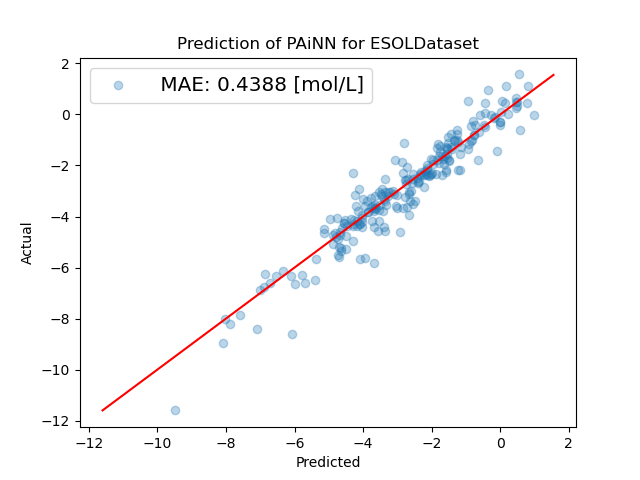 Prediction of PAiNN for ESOLDataset
MAE: 0.4388 [mol/L]
2
0
−2
−4
−6
−8
−10
−12
Actual
−12 −10 −8 −6 −4 −2 0 2
Predicted